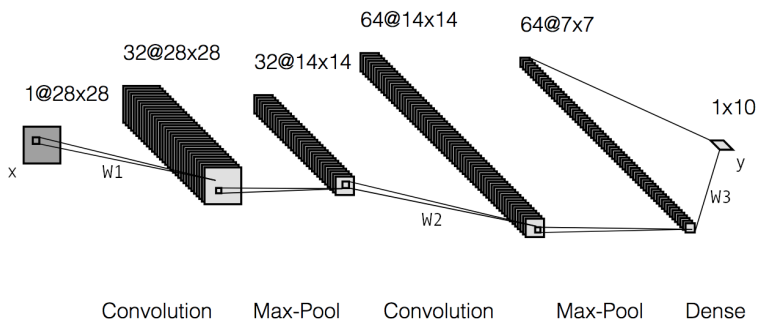 64@14x14
64@7x7
32@28x28
32@14x14
1@28x28
1x10
x
W1
y
W3
W2
Convolution
Max-Pool
Convolution
Max-Pool
Dense